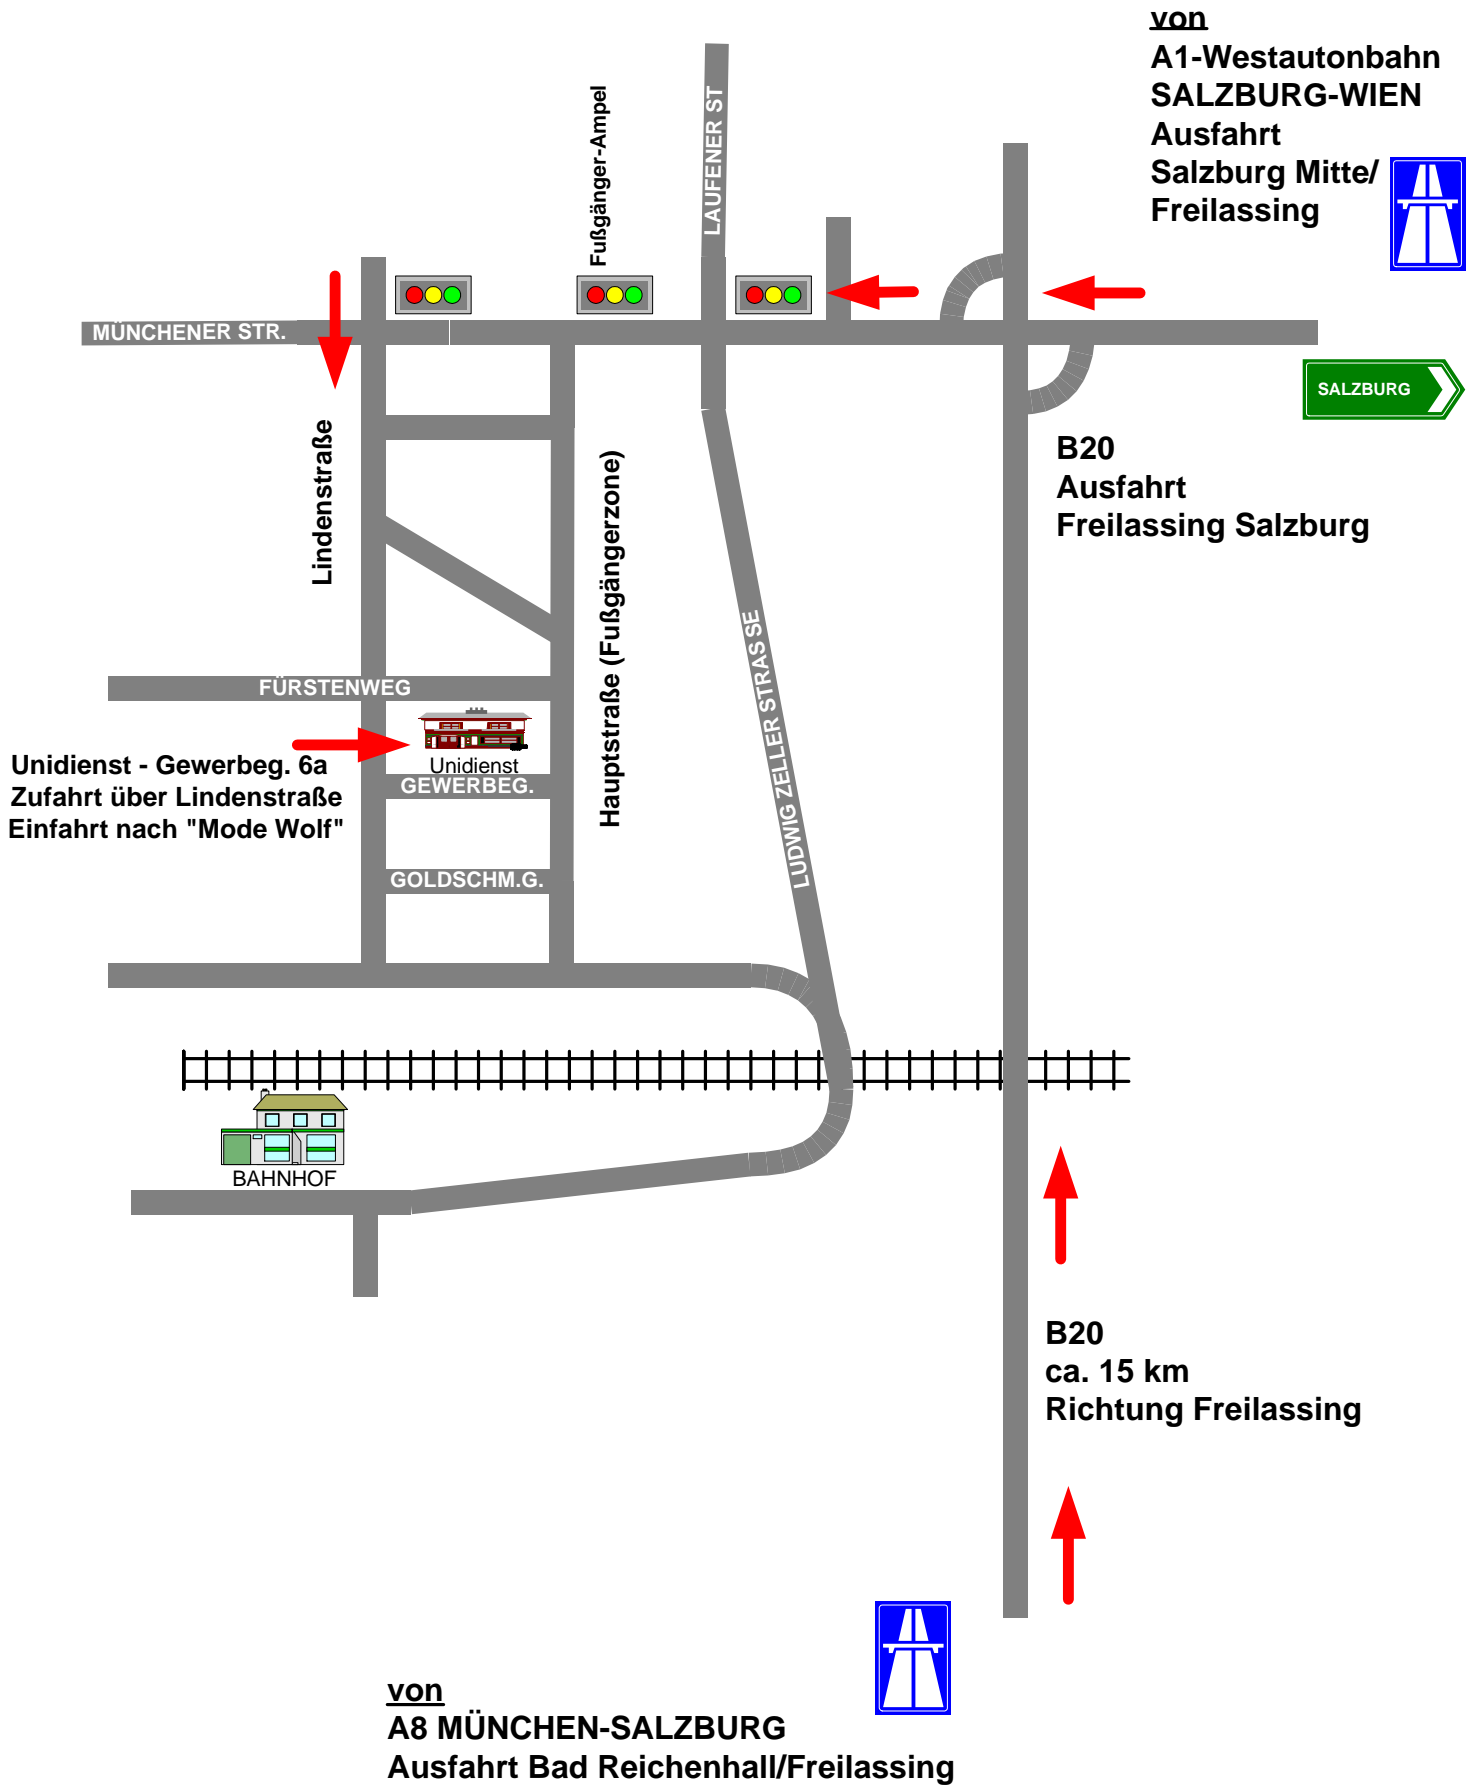 von
A1-Westautonbahn
SALZBURG-WIEN
Ausfahrt
Salzburg Mitte/
Freilassing
Fußgänger-Ampel
LAUFENER ST
MÜNCHENER STR.
SALZBURG
B20
Ausfahrt
Freilassing Salzburg
Lindenstraße
Hauptstraße (Fußgängerzone)
LUDWIG ZELLER STRAS SE
FÜRSTENWEG
Unidienst - Gewerbeg. 6a
Zufahrt über Lindenstraße
Einfahrt nach "Mode Wolf"
Unidienst
GEWERBEG.
GOLDSCHM.G.
BAHNHOF
B20
ca. 15 km
Richtung Freilassing
von
A8 MÜNCHEN-SALZBURG
Ausfahrt Bad Reichenhall/Freilassing